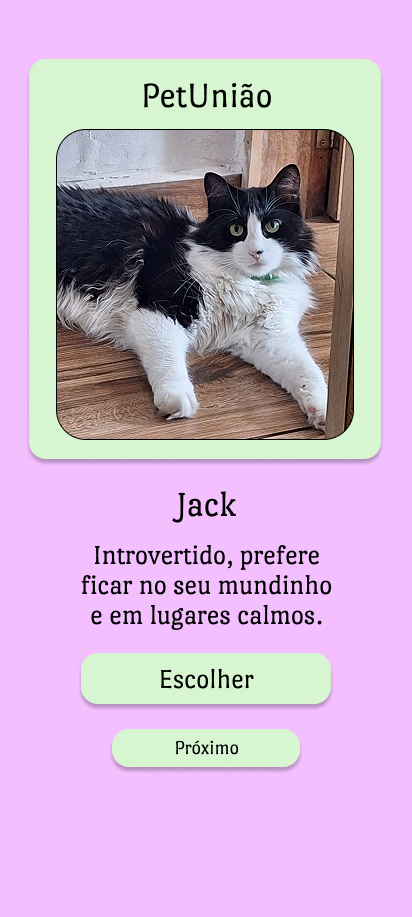 PetUnião
Jack
Introvertido, prefere
ficar no seu mundinho
e em lugares calmos.
Escolher
Próximo